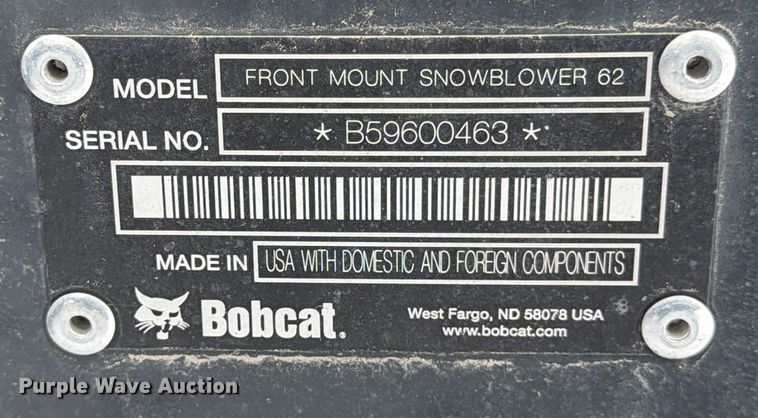 MODEL FRONT MOUNT SNOWBLOWER 62
SERIAL NO. * B59600463 *
MADE IN USA WITH DOMESTIC AND FOREIGN COMPONENTS
Bobcat.
West Fargo, ND 58078 USA
www.bobcat.com
Purple Wave Auction